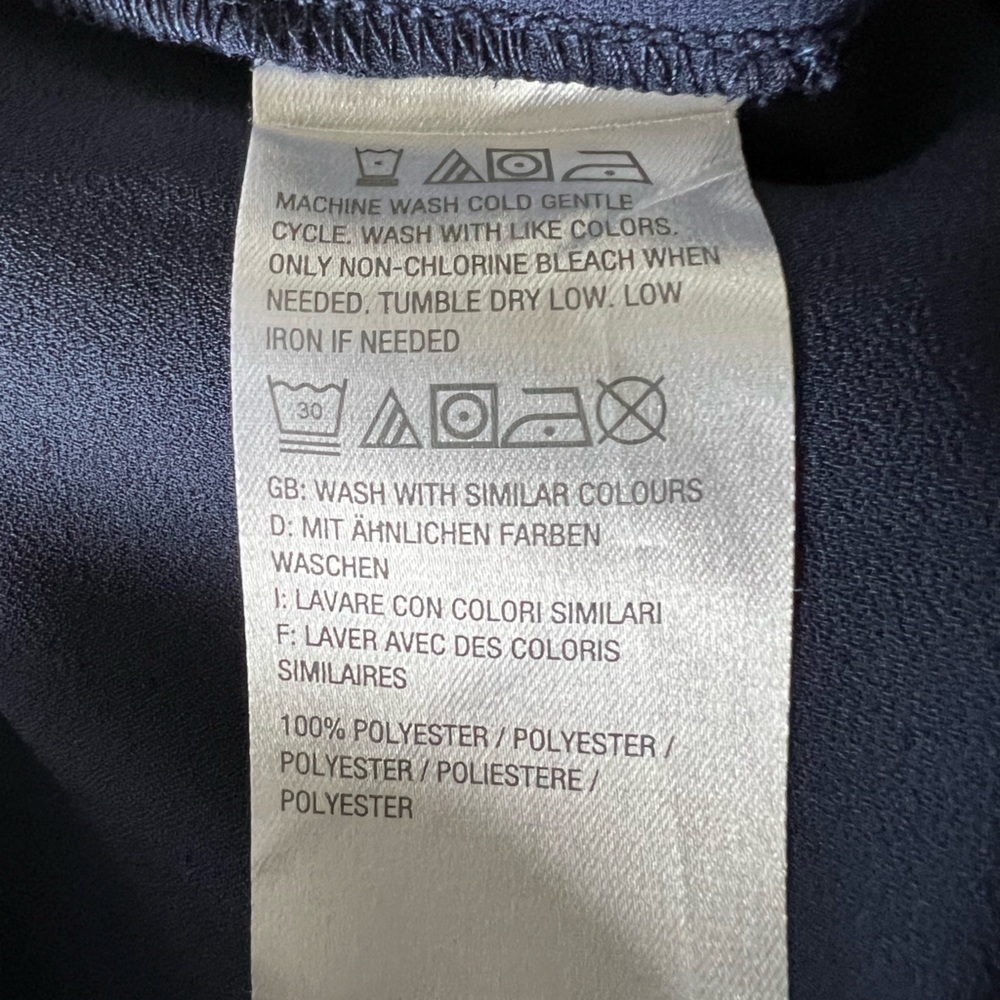 MACHINE WASH COLD GENTLE
CYCLE. WASH WITH LIKE COLORS.
ONLY NON-CHLORINE BLEACH WHEN
NEEDED. TUMBLE DRY LOW. LOW
IRON IF NEEDED
30
GB: WASH WITH SIMILAR COLOURS
D: MIT ÄHNLICHEN FARBEN
WASCHEN
I: LAVARE CON COLORI SIMILARI
F: LAVER AVEC DES COLORIS
SIMILAIRES
100% POLYESTER / POLYESTER /
POLYESTER / POLIESTERE /
POLYESTER